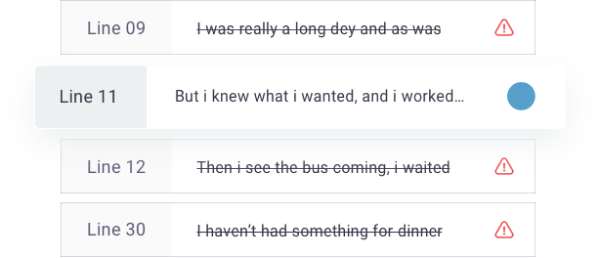 Line 09 I was really a long dey and as was
Line 11 But i knew what i wanted, and i worked...
Line 12 Then i see the bus coming, i waited
Line 30 I haven't had something for dinner